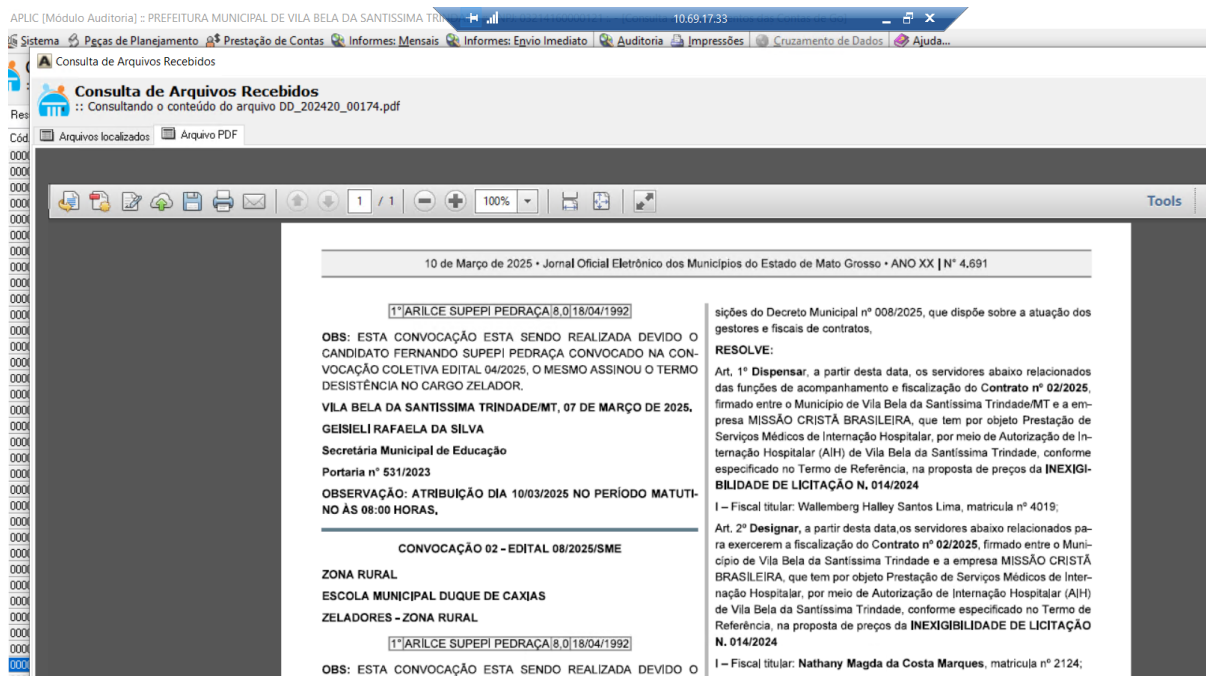 APLIC [Módulo Auditoria] :: PREFEITURA MUNICIPAL DE VILA BELA DA SANTISSIMA TRI
10.69.17.33
Sistema Peças de Planejamento Prestação de Contas Informes: Mensais Informes: Envio Imediato Auditoria Impressões Cruzamento de Dados Ajuda...
Consulta de Arquivos Recebidos
Consulta de Arquivos Recebidos
:: Consultando o conteúdo do arquivo DD_202420_00174.pdf
Arquivos localizados Arquivo PDF
1 / 1 100% Tools
10 de Março de 2025 • Jornal Oficial Eletrônico dos Municípios do Estado de Mato Grosso • ANO XX | N° 4.691
1° ARILCE SUPEPI PEDRAÇA 8,0 18/04/1992
OBS: ESTA CONVOCAÇÃO ESTA SENDO REALIZADA DEVIDO O
CANDIDATO FERNANDO SUPEPI PEDRAÇA CONVOCADO NA CON-
VOCAÇÃO COLETIVA EDITAL 04/2025, O MESMO ASSINOU O TERMO
DESISTÊNCIA NO CARGO ZELADOR.
VILA BELA DA SANTISSIMA TRINDADE/MT, 07 DE MARÇO DE 2025.
GEISIELI RAFAELA DA SILVA
Secretária Municipal de Educação
Portaria n° 531/2023
OBSERVAÇÃO: ATRIBUIÇÃO DIA 10/03/2025 NO PERÍODO MATUTI-
NO ÀS 08:00 HORAS.
CONVOCAÇÃO 02 – EDITAL 08/2025/SME
ZONA RURAL
ESCOLA MUNICIPAL DUQUE DE CAXIAS
ZELADORES – ZONA RURAL
1° ARILCE SUPEPI PEDRAÇA 8,0 18/04/1992
OBS: ESTA CONVOCAÇÃO ESTA SENDO REALIZADA DEVIDO O
sições do Decreto Municipal nº 008/2025, que dispõe sobre a atuação dos
gestores e fiscais de contratos,
RESOLVE:
Art. 1º Dispensar, a partir desta data, os servidores abaixo relacionados
das funções de acompanhamento e fiscalização do Contrato nº 02/2025,
firmado entre o Município de Vila Bela da Santíssima Trindade/MT e a em-
presa MISSÃO CRISTÃ BRASILEIRA, que tem por objeto Prestação de
Serviços Médicos de Internação Hospitalar, por meio de Autorização de In-
ternação Hospitalar (AIH) de Vila Bela da Santíssima Trindade, conforme
especificado no Termo de Referência, na proposta de preços da INEXIGI-
BILIDADE DE LICITAÇÃO N. 014/2024
I – Fiscal titular: Wallemberg Halley Santos Lima, matricula nº 4019;
Art. 2º Designar, a partir desta data,os servidores abaixo relacionados pa-
ra exercerem a fiscalização do Contrato nº 02/2025, firmado entre o Muni-
cípio de Vila Bela da Santíssima Trindade e a empresa MISSÃO CRISTÃ
BRASILEIRA, que tem por objeto Prestação de Serviços Médicos de Inter-
nação Hospitalar, por meio de Autorização de Internação Hospitalar (AIH)
de Vila Bela da Santíssima Trindade, conforme especificado no Termo de
Referência, na proposta de preços da INEXIGIBILIDADE DE LICITAÇÃO
N. 014/2024
I – Fiscal titular: Nathany Magda da Costa Marques, matricula nº 2124;